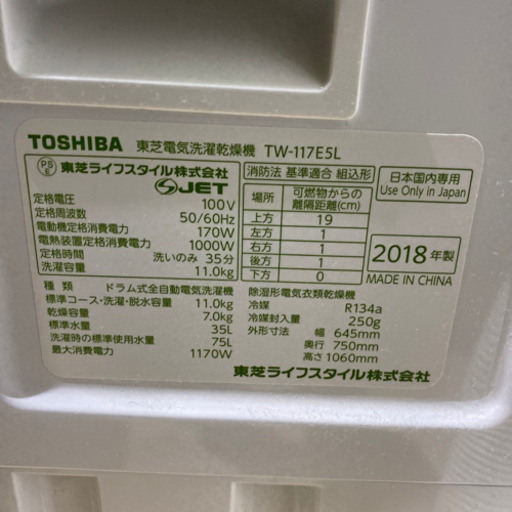 TOSHIBA 東芝電気洗濯乾燥機 TW-117E5L
PS E 東芝ライフスタイル株式会社
JET
定格電圧 100V
定格周波数 50/60Hz
電動機定格消費電力 170W
電熱装置定格消費電力 1000W
定格時間 洗いのみ 35分
洗濯容量 11.0kg
消防法 基準適合 組込形
場所 可燃物からの離隔距離(cm)
上方 19
左方 1
右方 1
後方 1
下方 0
日本国内専用
Use Only in Japan
2018年製
MADE IN CHINA
種類 ドラム式全自動電気洗濯機
標準コース・洗濯・脱水容量 11.0kg
乾燥容量 7.0kg
標準水量 35L
洗濯時の標準使用水量 75L
最大消費電力 1170W
除湿形電気衣類乾燥機
冷媒 R134a
冷媒封入量 250g
外形寸法 幅 645mm
奥行 750mm
高さ 1060mm
東芝ライフスタイル株式会社